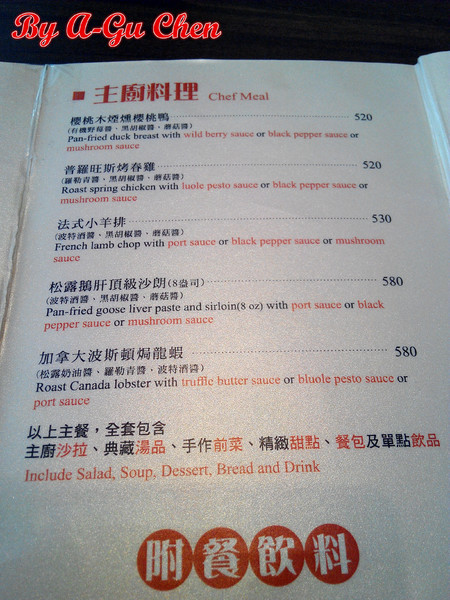 By A-Gu Chen
主廚料理 Chef Meal
櫻桃木煙燻櫻桃鴨 520
(有機野莓醬、黑胡椒醬、蘑菇醬)
Pan-fried duck breast with wild berry sauce or black pepper sauce or
mushroom sauce
普羅旺斯烤春雞 520
(羅勒青醬、黑胡椒醬、蘑菇醬)
Roast spring chicken with luole pesto sauce or black pepper sauce or
mushroom sauce
法式小羊排 530
(波特酒醬、黑胡椒醬、蘑菇醬)
French lamb chop with port sauce or black pepper sauce or mushroom
sauce
松露鵝肝頂級沙朗(8盎司) 580
(波特酒醬、黑胡椒醬、蘑菇醬)
Pan-fried goose liver paste and sirloin(8 oz) with port sauce or black
pepper sauce or mushroom sauce
加拿大波斯頓焗龍蝦 580
(松露奶油醬、羅勒青醬、波特酒醬)
Roast Canada lobster with truffle butter sauce or bluole pesto sauce or
port sauce
以上主餐，全套包含
主廚沙拉、典藏湯品、手作前菜、精緻甜點、餐包及單點飲品
Include Salad, Soup, Dessert, Bread and Drink
附餐飲料